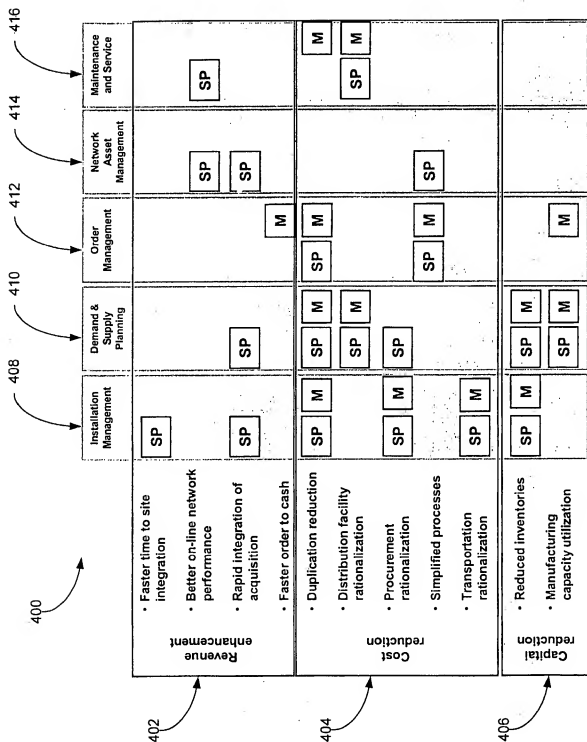 400
408
410
412
414
416
Installation
Management
Demand &
Supply
Planning
Order
Management
Network
Asset
Management
Maintenance
and Service
402
Revenue
enhancement
• Faster time to site
integration
SP
• Better on-line network
performance
SP SP
• Rapid integration of
acquisition
SP SP SP
• Faster order to cash
M
404
Cost
reduction
• Duplication reduction
SP M SP M SP M M
• Distribution facility
rationalization
SP M SP M
• Procurement
rationalization
SP M SP
• Simplified processes
SP M SP
• Transportation
rationalization
SP M
406
Capital
reduction
• Reduced inventories
SP M SP M
• Manufacturing
capacity utilization
SP M M